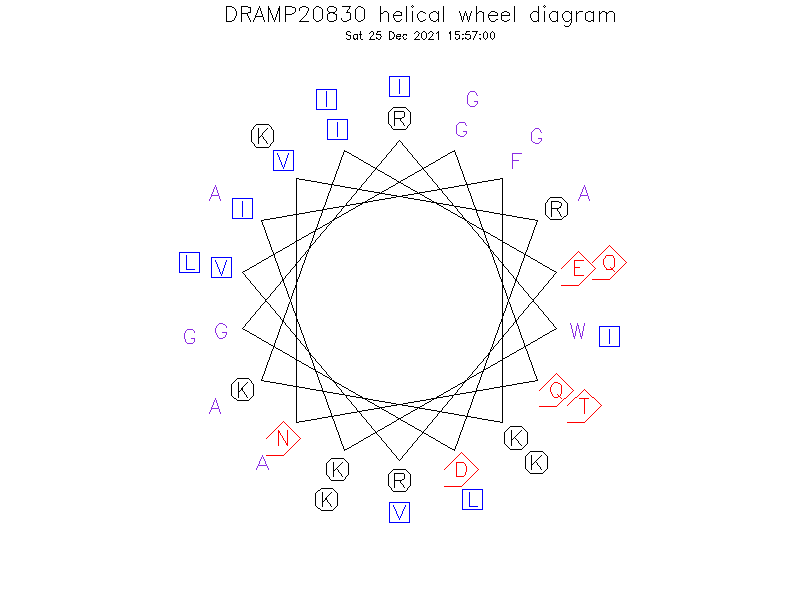 DRAMP20830 helical wheel diagram
Sat 25 Dec 2021 15:57:00
I
I G
R
K I G G
V F
A I R A
L V E Q
G G W I
A K Q T
N K
A K D K
K R L
V